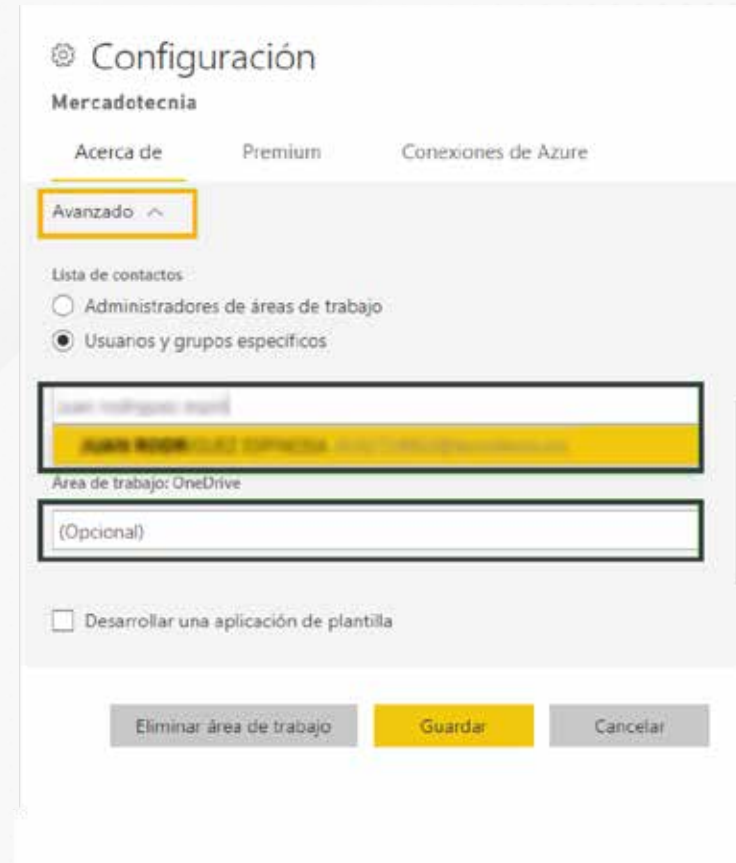 Configuración
Mercadotecnia
Acerca de Premium Conexiones de Azure
Avanzado
Lista de contactos
Administradores de áreas de trabajo
Usuarios y grupos específicos
Área de trabajo: OneDrive
(Opcional)
Desarrollar una aplicación de plantilla
Eliminar área de trabajo Guardar Cancelar